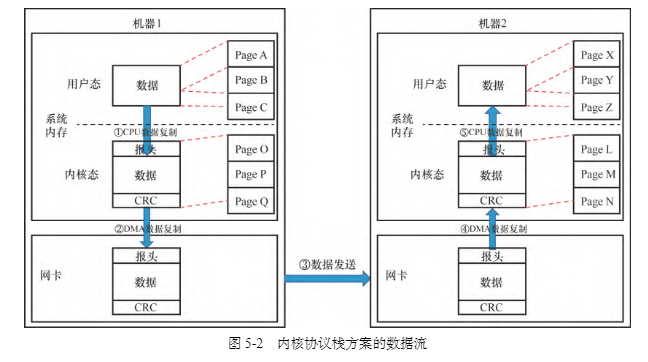 机器1
用户态
数据
Page A
Page B
Page C
系统
内存
①CPU数据复制
内核态
报头
数据
CRC
Page O
Page P
Page Q
②DMA数据复制
网卡
报头
数据
CRC
③数据发送
机器2
用户态
数据
Page X
Page Y
Page Z
系统
内存
⑤CPU数据复制
内核态
报头
数据
CRC
Page L
Page M
Page N
④DMA数据复制
网卡
报头
数据
CRC
图 5-2 内核协议栈方案的数据流